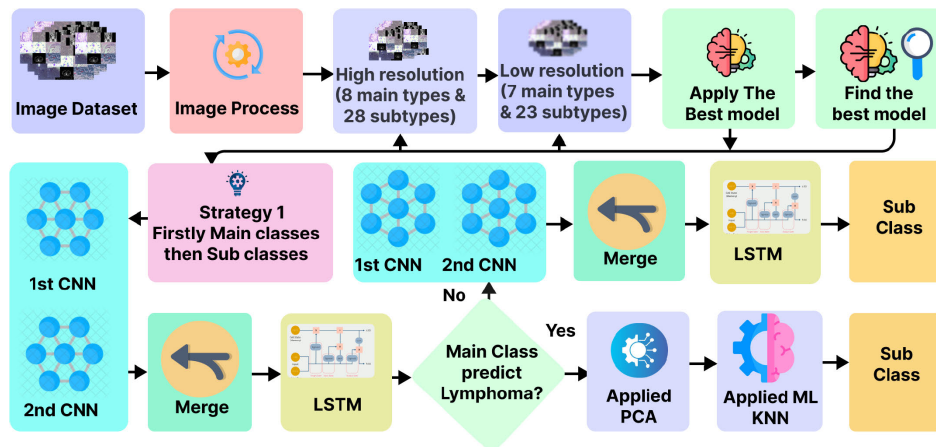 Image Dataset
Image Process
High resolution
(8 main types &
28 subtypes)
Low resolution
(7 main types
& 23 subtypes)
Apply The
Best model
Find the
best model
1st CNN
2nd CNN
Strategy 1
Firstly Main classes
then Sub classes
1st CNN
2nd CNN
Merge
LSTM
Sub
Class
No
Merge
LSTM
Main Class
predict
Lymphoma?
Yes
Applied
PCA
Applied ML
KNN
Sub
Class